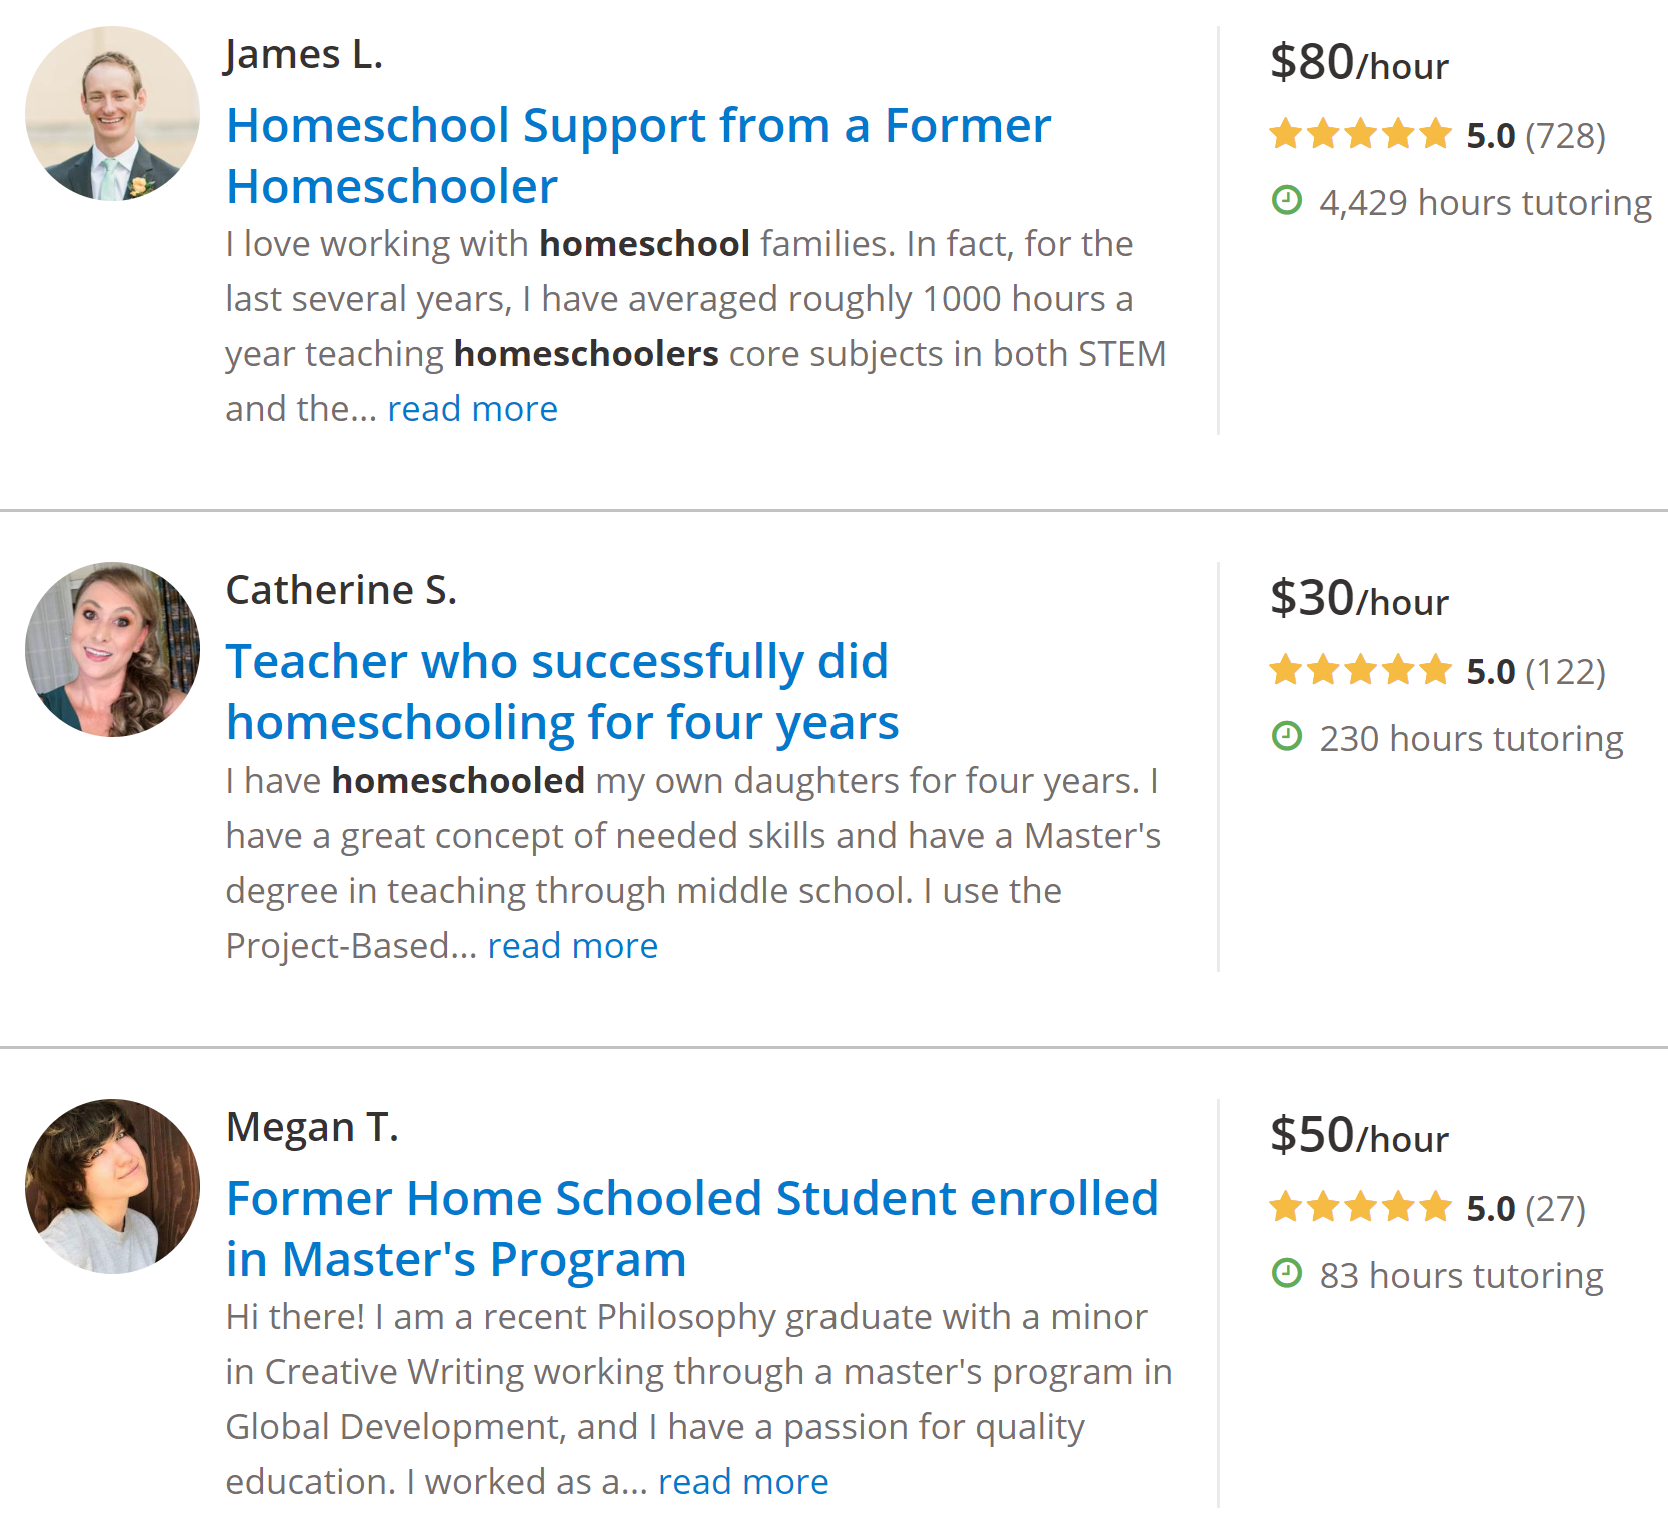 James L.
$80/hour
Homeschool Support from a Former
5.0 (728)
Homeschooler
4,429 hours tutoring
I love working with homeschool families. In fact, for the
last several years, I have averaged roughly 1000 hours a
year teaching homeschoolers core subjects in both STEM
and the... read more
Catherine S.
$30/hour
Teacher who successfully did
5.0 (122)
homeschooling for four years
230 hours tutoring
I have homeschooled my own daughters for four years. I
have a great concept of needed skills and have a Master's
degree in teaching through middle school. I use the
Project-Based... read more
Megan T.
$50/hour
Former Home Schooled Student enrolled
5.0 (27)
in Master's Program
83 hours tutoring
Hi there! I am a recent Philosophy graduate with a minor
in Creative Writing working through a master's program in
Global Development, and I have a passion for quality
education. I worked as a... read more